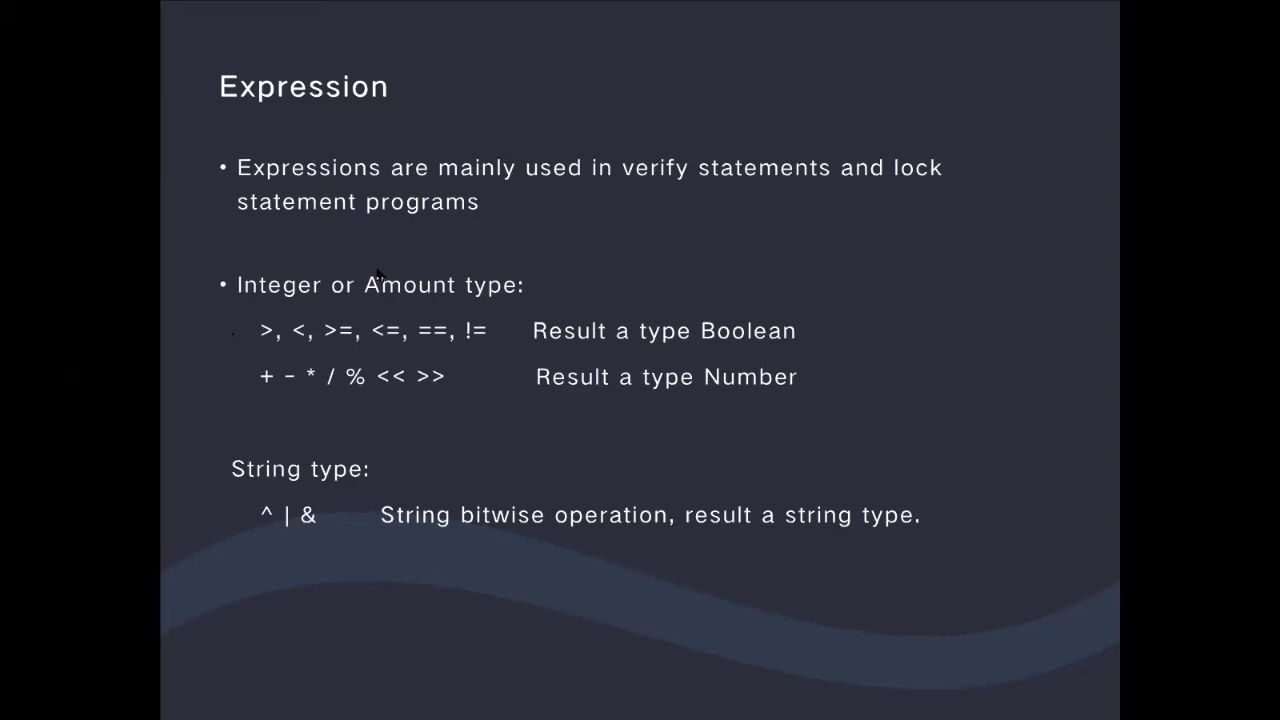 Expression
• Expressions are mainly used in verify statements and lock
statement programs
• Integer or Amount type:
>, <, >=, <=, ==, != Result a type Boolean
+ - * / % << >> Result a type Number
String type:
^ | & String bitwise operation, result a string type.